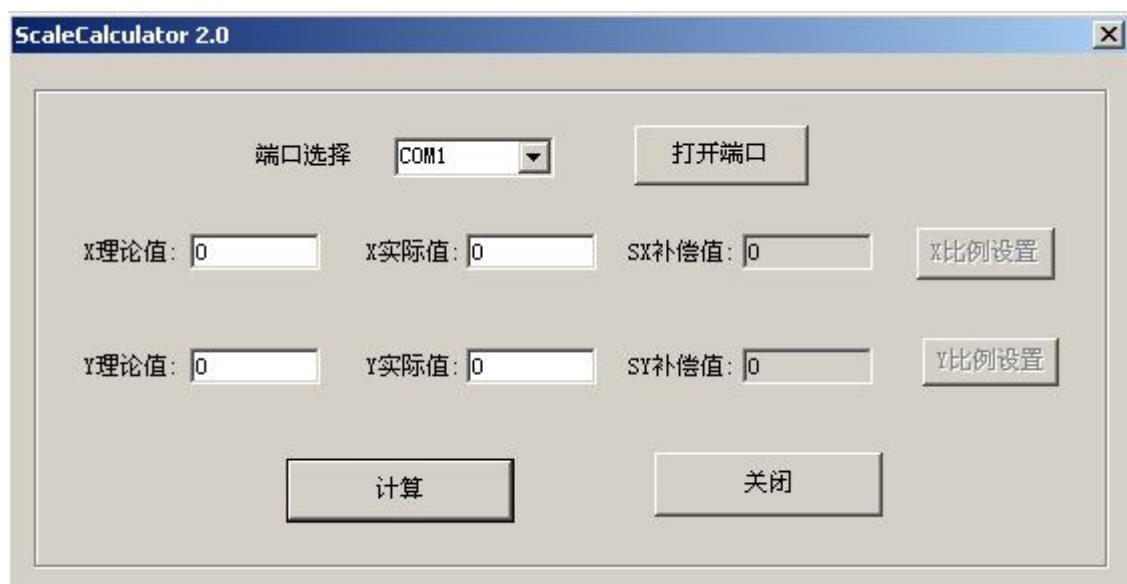 ScaleCalculator 2.0
端口选择 COM1 打开端口
X理论值: 0 X实际值: 0 SX补偿值: 0 X比例设置
Y理论值: 0 Y实际值: 0 SY补偿值: 0 Y比例设置
计算 关闭